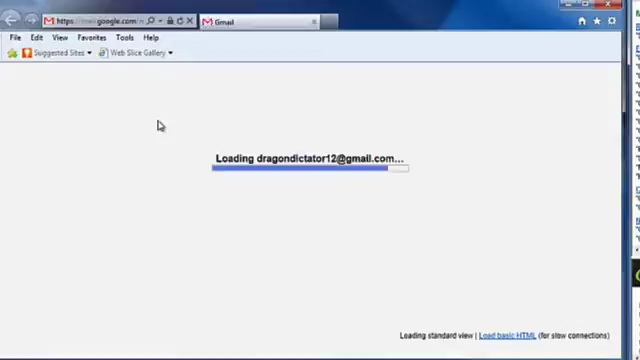 https://mail.google.com/
Gmail
File Edit View Favorites Tools Help
Suggested Sites Web Slice Gallery
Loading dragondictator12@gmail.com...
Loading standard view | Load basic HTML (for slow connections)